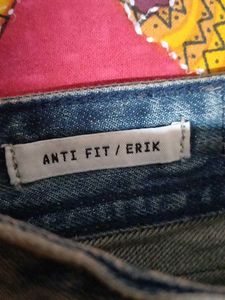 ANTI FIT / ERIK